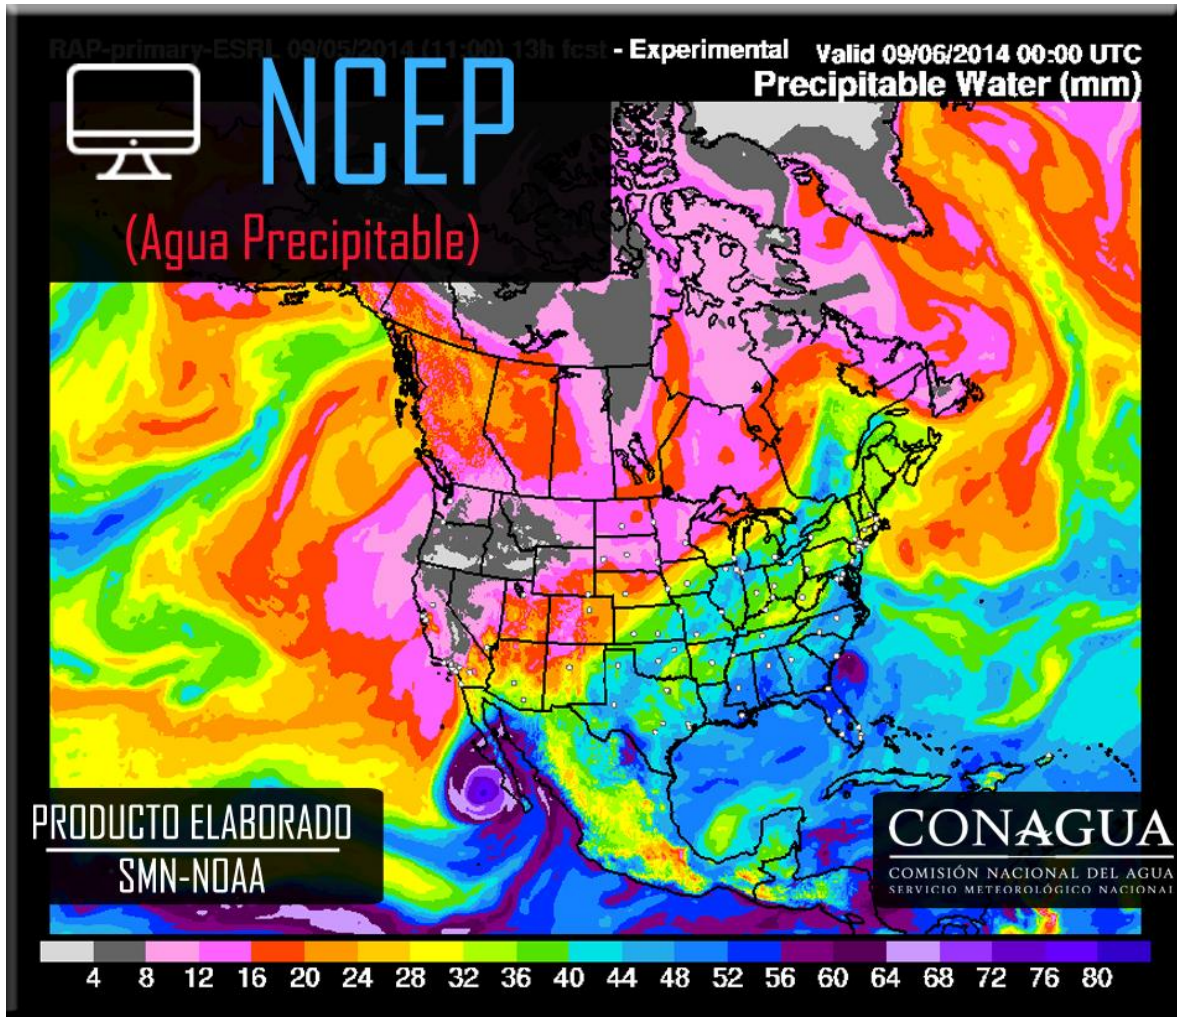 RAP-primary-ESRL 09/05/2014 (11:00) 13h fcst - Experimental Valid 09/06/2014 00:00 UTC
Precipitable Water (mm)
NCEP
(Agua Precipitable)
PRODUCTO ELABORADO
SMN-NOAA
CONAGUA
COMISIÓN NACIONAL DEL AGUA
SERVICIO METEOROLÓGICO NACIONAL
4 8 12 16 20 24 28 32 36 40 44 48 52 56 60 64 68 72 76 80